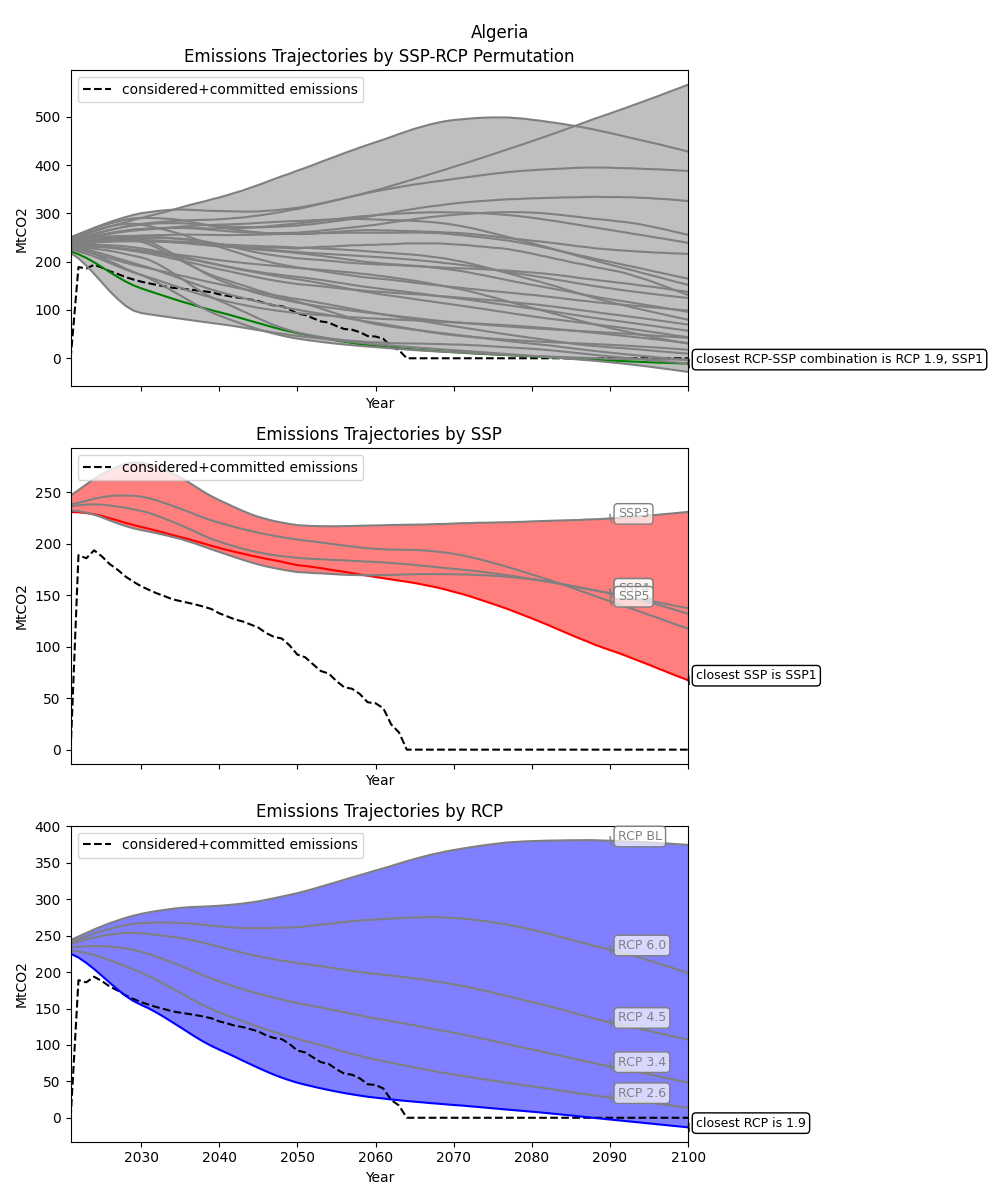 Algeria
Emissions Trajectories by SSP-RCP Permutation
considered+committed emissions
500
400
300
200
100
0
MtCO2
Year
closest RCP-SSP combination is RCP 1.9, SSP1
Emissions Trajectories by SSP
considered+committed emissions
250
200
150
100
50
0
MtCO2
SSP3
SSP4
SSP5
closest SSP is SSP1
Year
Emissions Trajectories by RCP
considered+committed emissions
400
350
300
250
200
150
100
50
0
MtCO2
RCP BL
RCP 6.0
RCP 4.5
RCP 3.4
RCP 2.6
closest RCP is 1.9
2030 2040 2050 2060 2070 2080 2090 2100
Year